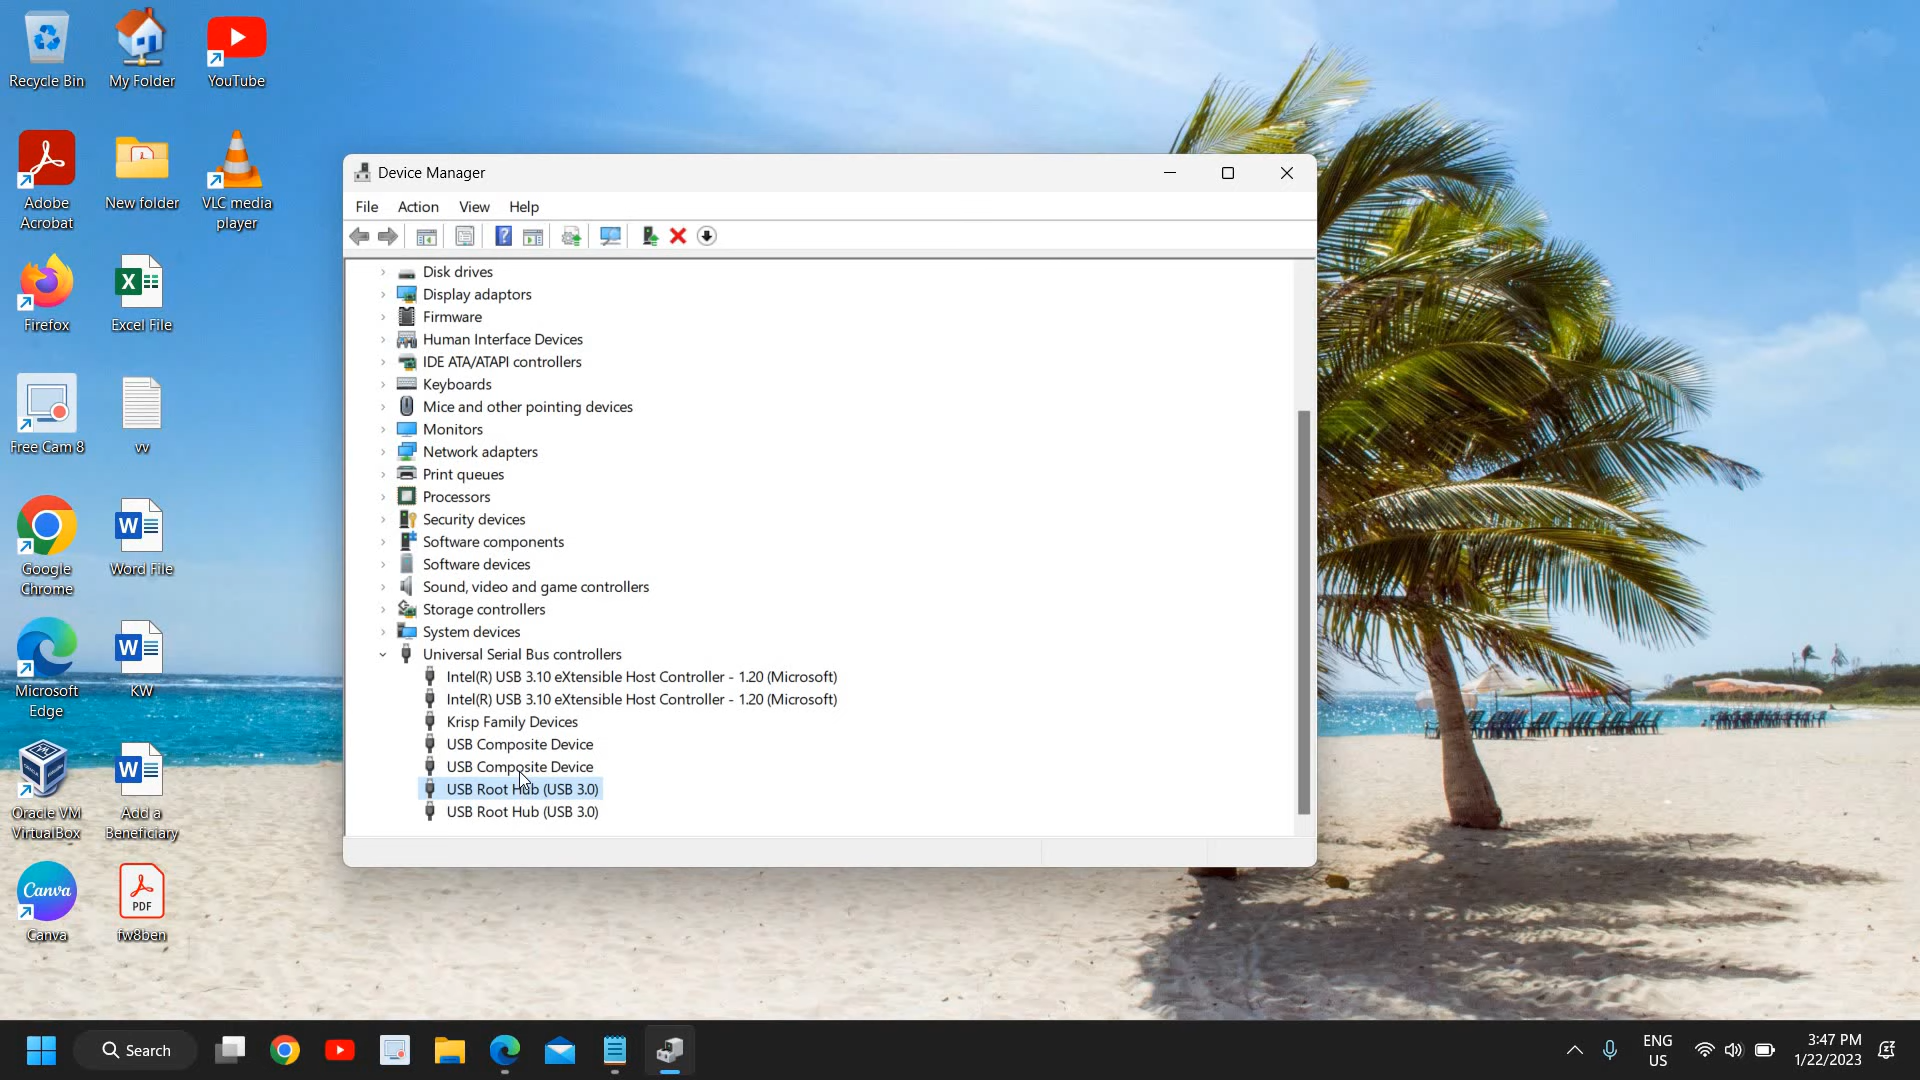 Recycle Bin
My Folder
YouTube
Adobe
Acrobat
New folder
VLC media
player
Firefox
Excel File
Free Cam 8
vv
Google
Chrome
Word File
Microsoft
Edge
KW
Oracle VM
VirtualBox
Add a
Beneficiary
Canva
Canva
PDF
fw8ben
Device Manager
File Action View Help
Disk drives
Display adaptors
Firmware
Human Interface Devices
IDE ATA/ATAPI controllers
Keyboards
Mice and other pointing devices
Monitors
Network adapters
Print queues
Processors
Security devices
Software components
Software devices
Sound, video and game controllers
Storage controllers
System devices
Universal Serial Bus controllers
Intel(R) USB 3.10 eXtensible Host Controller - 1.20 (Microsoft)
Intel(R) USB 3.10 eXtensible Host Controller - 1.20 (Microsoft)
Krisp Family Devices
USB Composite Device
USB Composite Device
USB Root Hub (USB 3.0)
USB Root Hub (USB 3.0)
Search
ENG
US
3:47 PM
1/22/2023